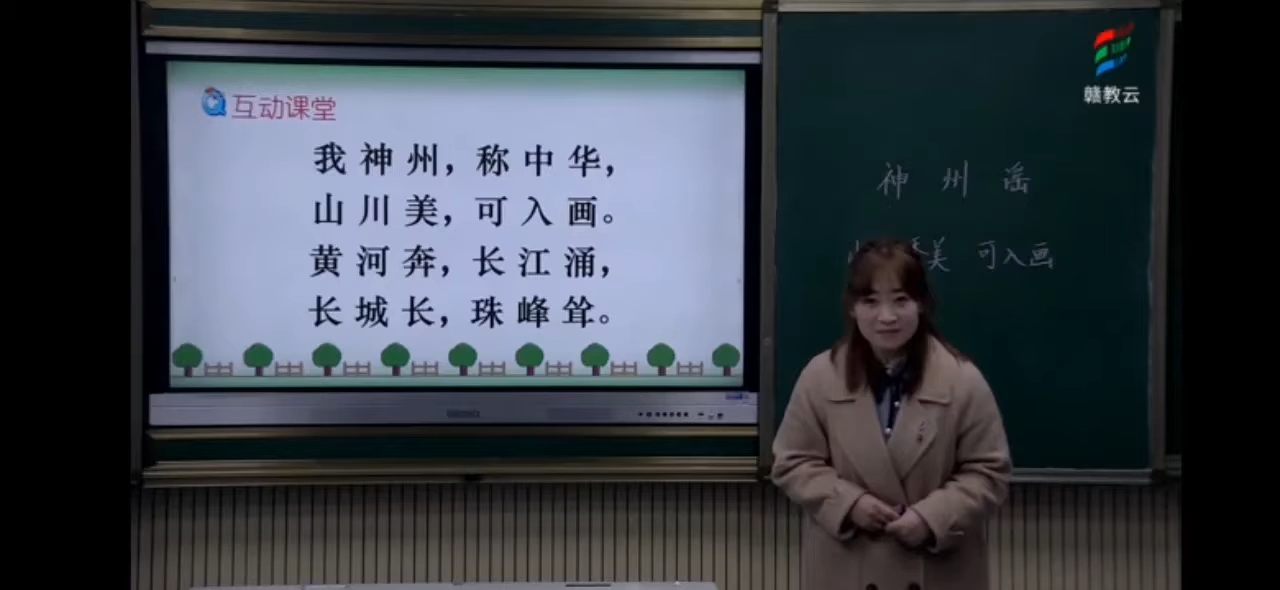 互动课堂
我神州，称中华，
山川美，可入画。
黄河奔，长江涌，
长城长，珠峰耸。
赣教云
神州谣
美 可入画